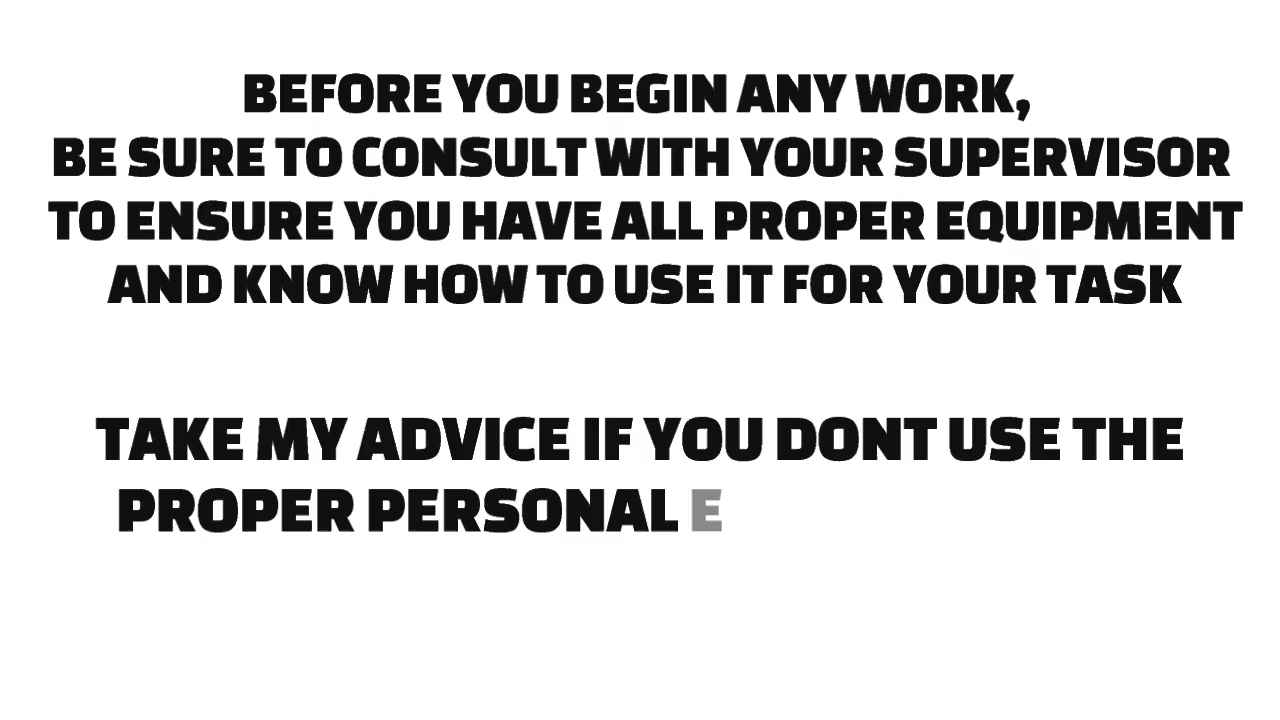 BEFORE YOU BEGIN ANY WORK,
BE SURE TO CONSULT WITH YOUR SUPERVISOR
TO ENSURE YOU HAVE ALL PROPER EQUIPMENT
AND KNOW HOW TO USE IT FOR YOUR TASK
TAKE MY ADVICE IF YOU DONT USE THE
PROPER PERSONAL E